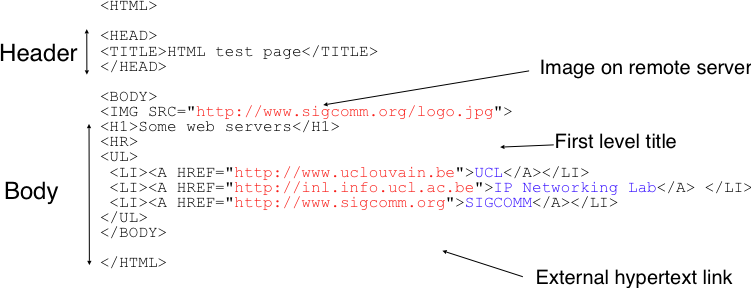 <HTML>
<HEAD>
Header
<TITLE>HTML test page</TITLE>
</HEAD>
Image on remote server
<BODY>
<IMG SRC="http://www.sigcomm.org/logo.jpg">
<H1>Some web servers</H1>
First level title
<HR>
<UL>
<LI><A HREF="http://www.uclouvain.be">UCL</A></LI>
Body
<LI><A HREF="http://inl.info.ucl.ac.be">IP Networking Lab</A> </LI>
<LI><A HREF="http://www.sigcomm.org">SIGCOMM</A></LI>
</UL>
</BODY>
</HTML>
External hypertext link